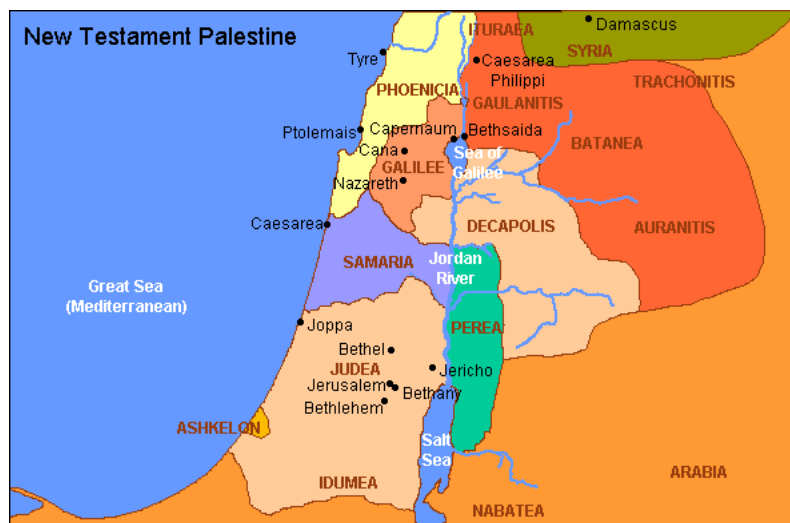 New Testament Palestine
ITURAEA
Damascus
SYRIA
Tyre
Caesarea
Philippi
TRACHONITIS
PHOENICIA
GAULANITIS
Ptolemais
Capernaum
Bethsaida
BATANEA
Cana
Sea of
Galilee
GALILEE
Nazareth
Caesarea
DECAPOLIS
AURANITIS
SAMARIA
Jordan
River
Great Sea
(Mediterranean)
Joppa
PEREA
Bethel
JUDEA
Jericho
Jerusalem
Bethany
Bethlehem
ASHKELON
Salt
Sea
ARABIA
IDUMEA
NABATEA